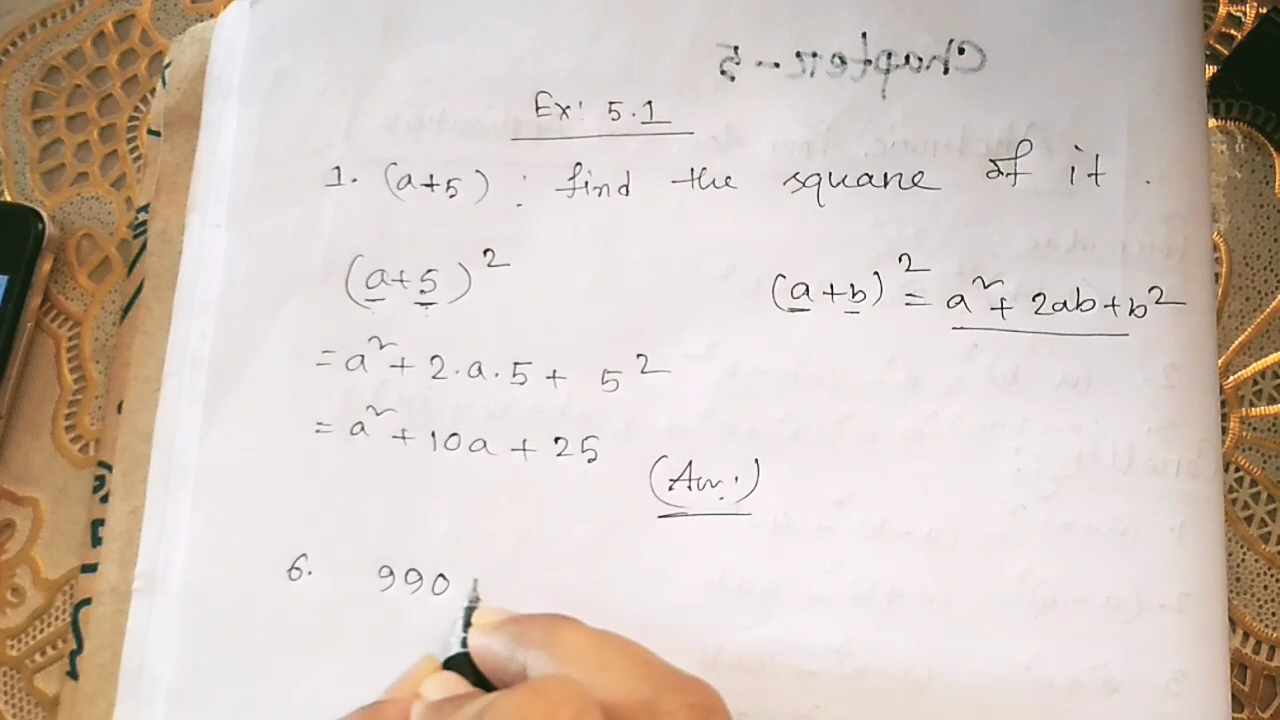 Chapter-5
Ex: 5.1
1. (a+5) : find the square of it.
(a+5)² (a+b)² = a²+2ab+b²
= a²+2.a.5+ 5²
= a²+10a+25
(Ans.)
6. 990